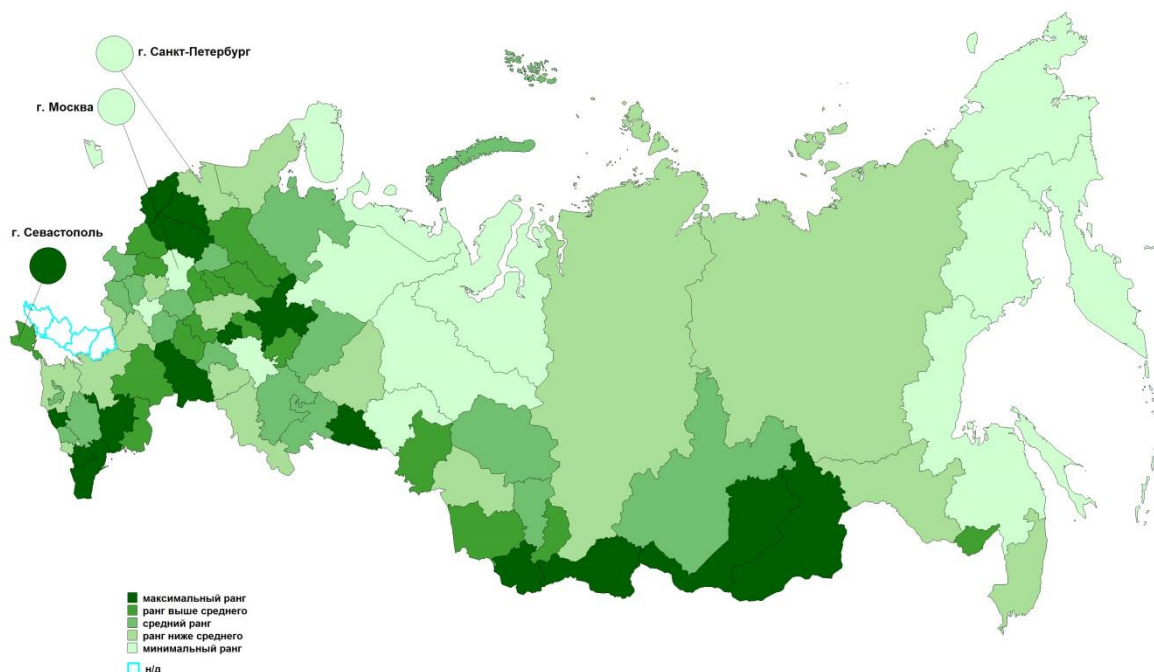 г. Санкт-Петербург
г. Москва
г. Севастополь
максимальный ранг
ранг выше среднего
средний ранг
ранг ниже среднего
минимальный ранг
н/д